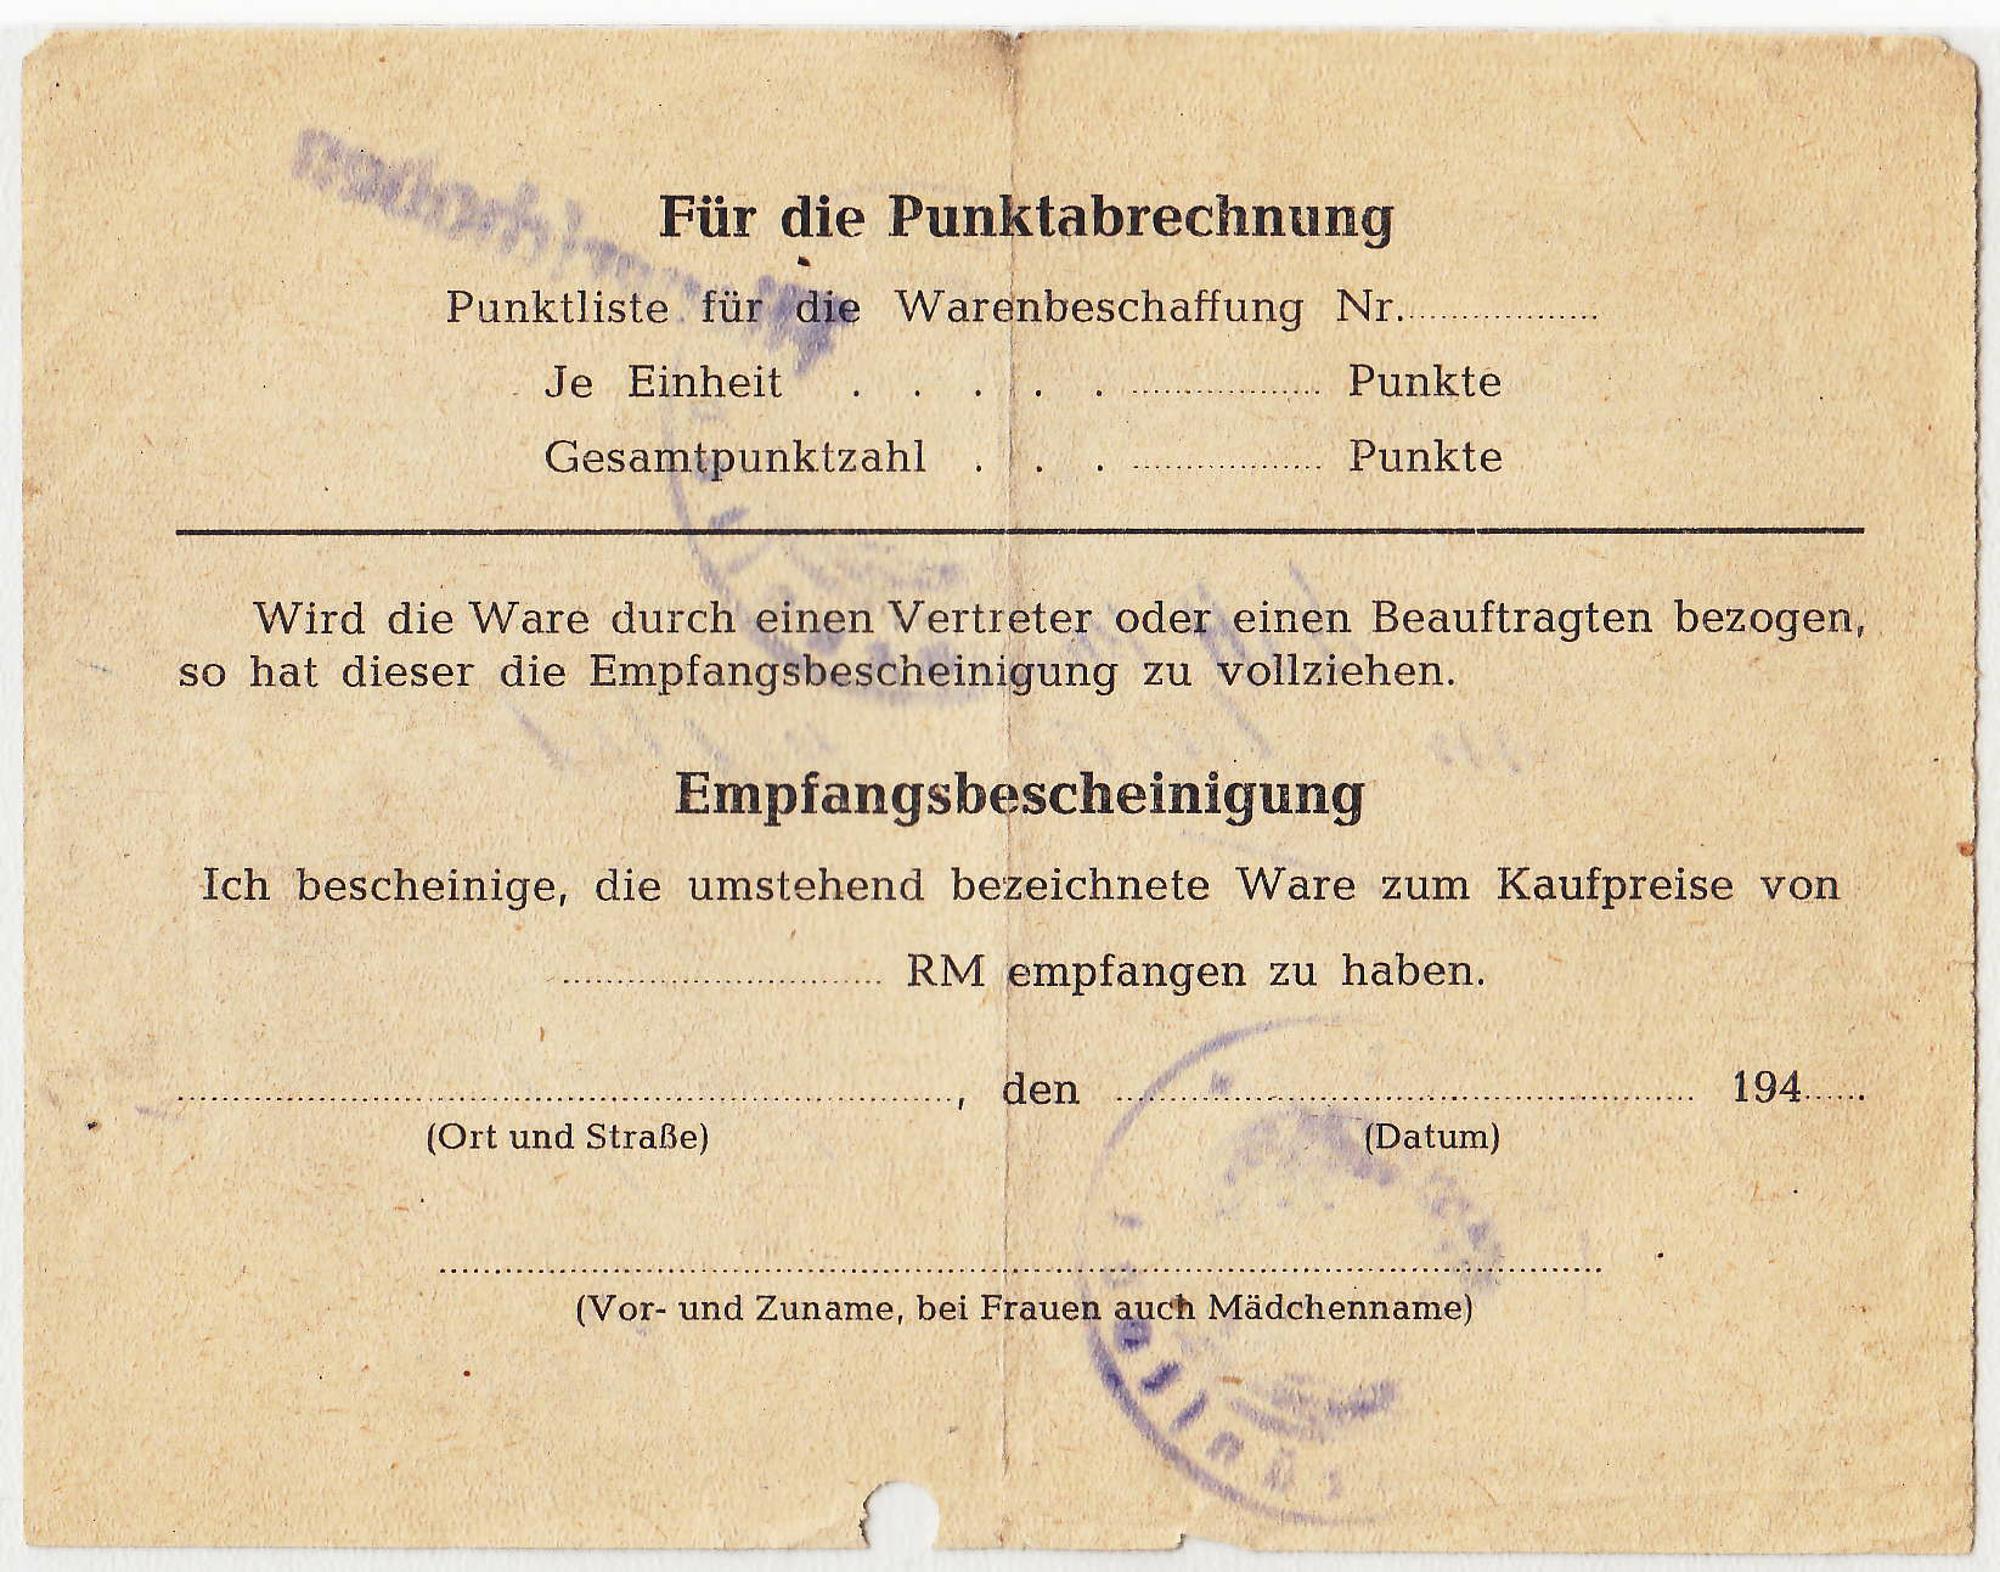 Für die Punktabrechnung
Punktliste für die Warenbeschaffung Nr...................
Je Einheit . . . . . ................... Punkte
Gesamtpunktzahl . . . ................... Punkte
Wird die Ware durch einen Vertreter oder einen Beauftragten bezogen,
so hat dieser die Empfangsbescheinigung zu vollziehen.
Empfangsbescheinigung
Ich bescheinige, die umstehend bezeichnete Ware zum Kaufpreise von
............................. RM empfangen zu haben.
......................................................................., den ..................................................... 194......
(Ort und Straße) (Datum)
..........................................................................................................
(Vor- und Zuname, bei Frauen auch Mädchenname)